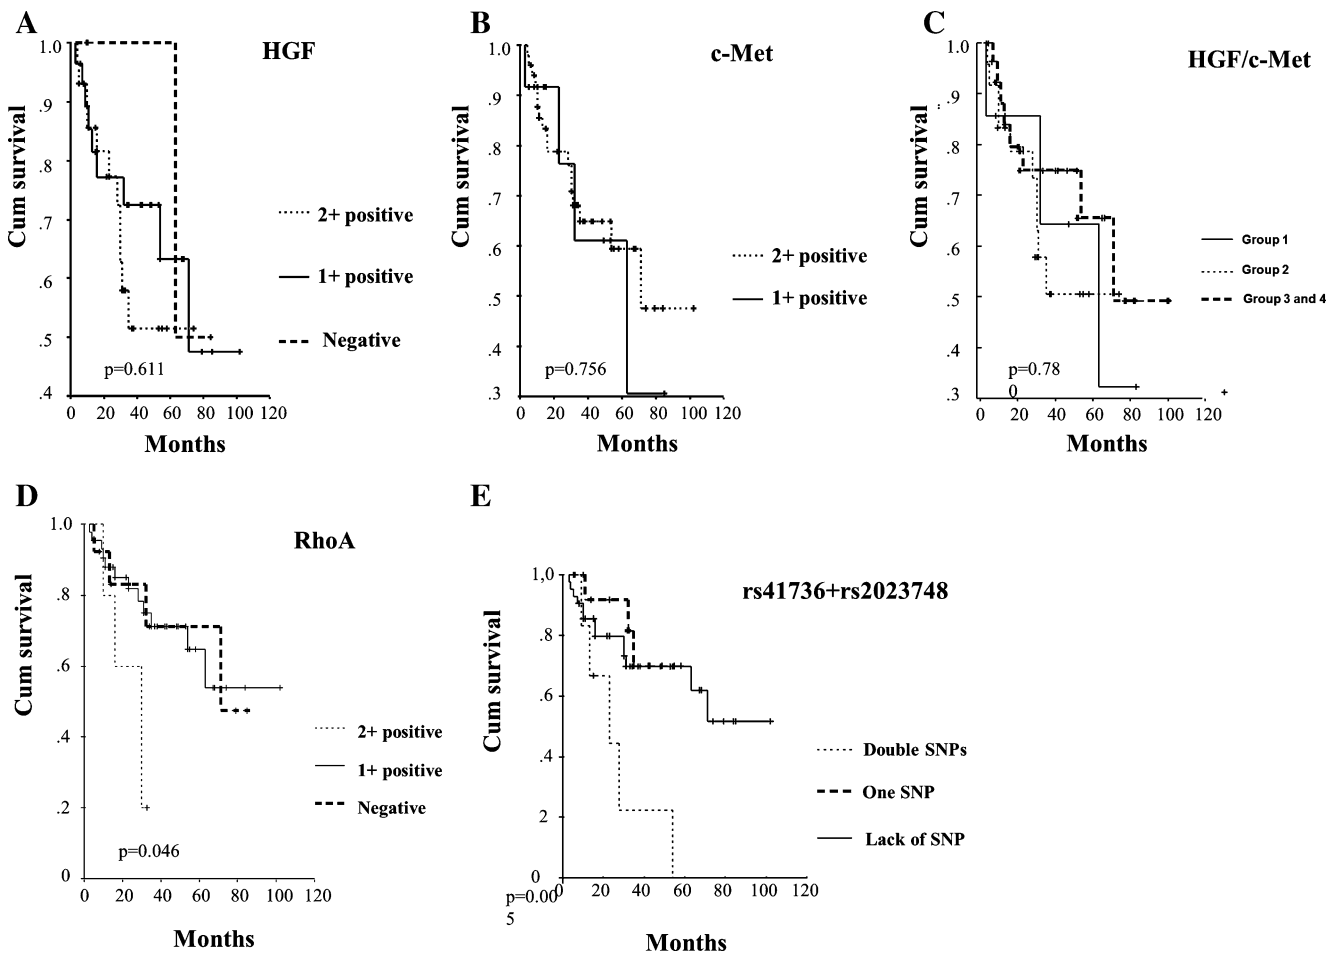 A
HGF
1.0
.9
.8
.7
.6
.5
.4
Cum survival
2+ positive
1+ positive
Negative
p=0.611
0 20 40 60 80 100 120
Months
B
c-Met
1.0
.9
.8
.7
.6
.5
.4
.3
Cum survival
2+ positive
1+ positive
p=0.756
0 20 40 60 80 100 120
Months
C
HGF/c-Met
1.0
.9
.8
.7
.6
.5
.4
.3
Cum survival
Group 1
Group 2
Group 3 and 4
p=0.78
0
0 20 40 60 80 100 120
Months
D
RhoA
1.0
.8
.6
.4
.2
0
Cum survival
2+ positive
1+ positive
Negative
p=0.046
0 20 40 60 80 100 120
Months
E
rs41736+rs2023748
1.0
.8
.6
.4
2
0
Cum survival
Double SNPs
One SNP
Lack of SNP
p=0.00
5
0 20 40 60 80 100 120
Months